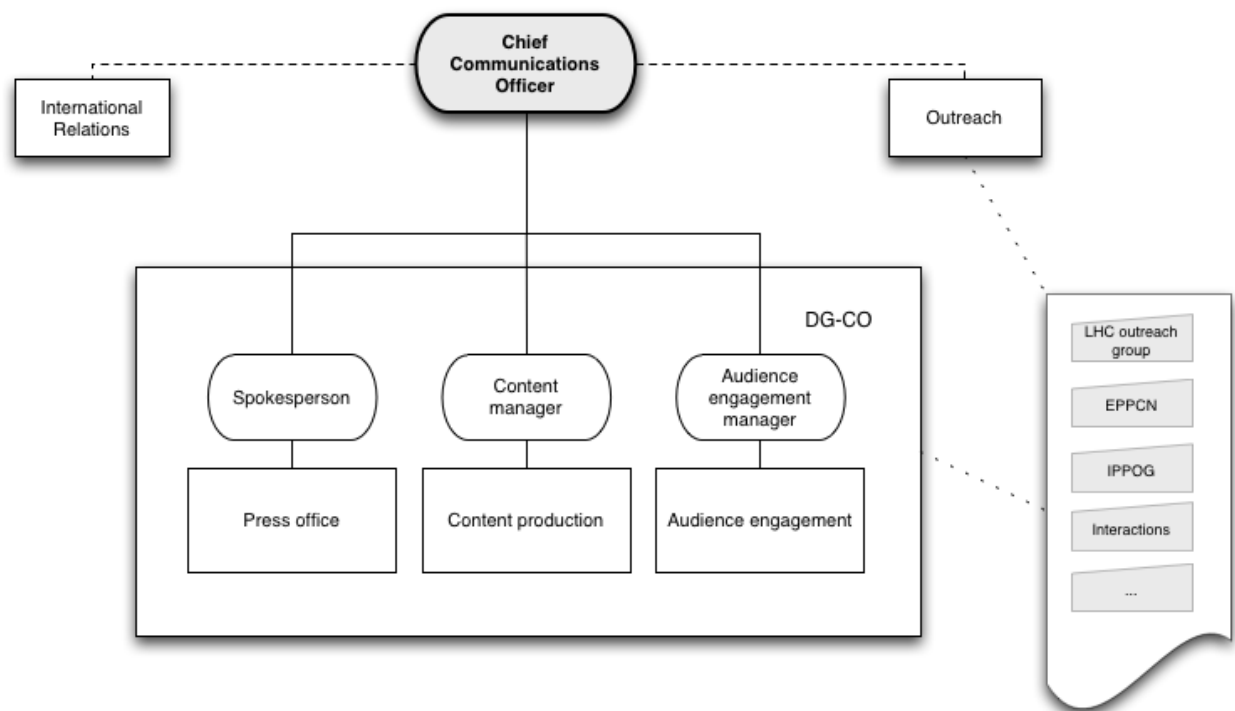 Chief
Communications
Officer
International
Relations
Outreach
DG-CO
Spokesperson
Content
manager
Audience
engagement
manager
Press office
Content production
Audience engagement
LHC outreach
group
EPPCN
IPPOG
Interactions
...